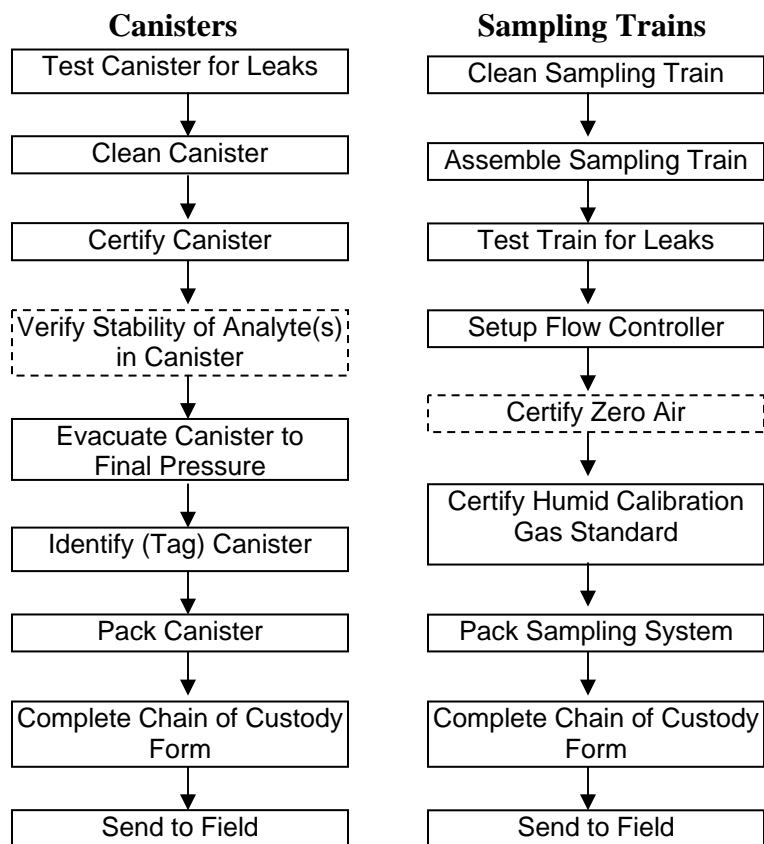 Canisters
Test Canister for Leaks
Clean Canister
Certify Canister
Verify Stability of Analyte(s)
in Canister
Evacuate Canister to
Final Pressure
Identify (Tag) Canister
Pack Canister
Complete Chain of Custody
Form
Send to Field
Sampling Trains
Clean Sampling Train
Assemble Sampling Train
Test Train for Leaks
Setup Flow Controller
Certify Zero Air
Certify Humid Calibration
Gas Standard
Pack Sampling System
Complete Chain of Custody
Form
Send to Field